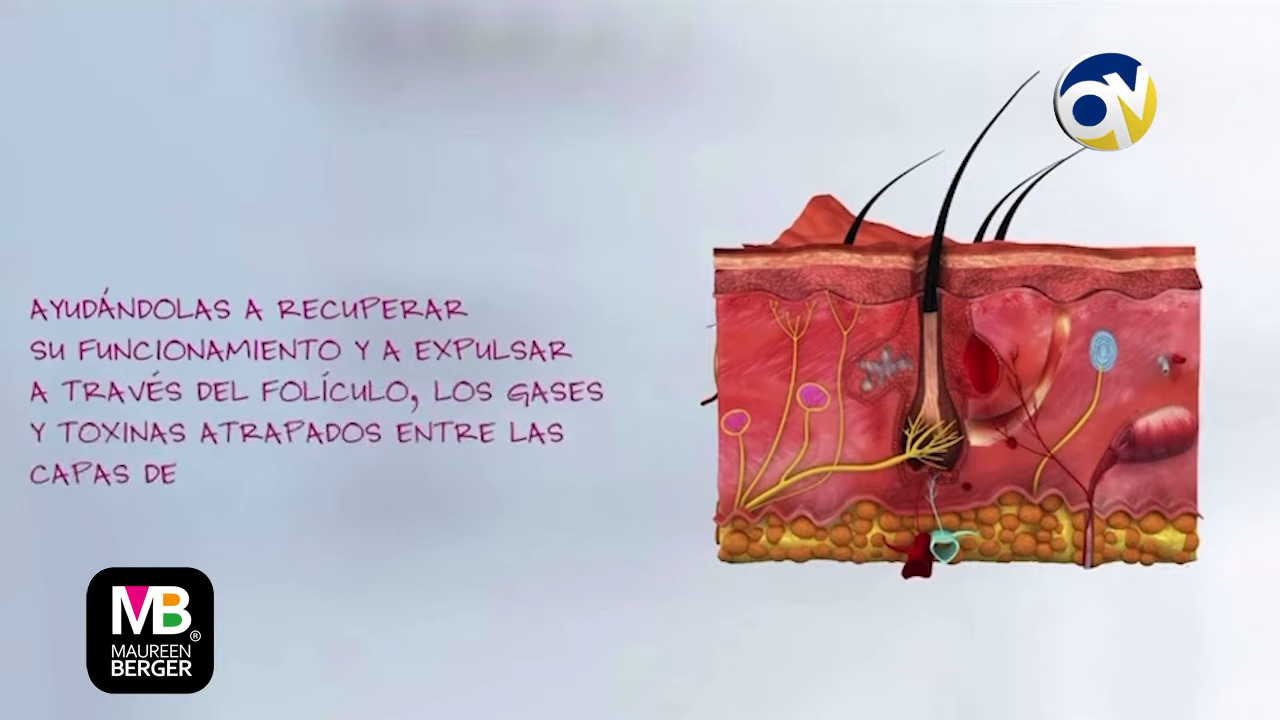 AYUDÁNDOLAS A RECUPERAR
SU FUNCIONAMIENTO Y A EXPULSAR
A TRAVÉS DEL FOLÍCULO, LOS GASES
Y TOXINAS ATRAPADOS ENTRE LAS
CAPAS DE
MB®
MAUREEN
BERGER